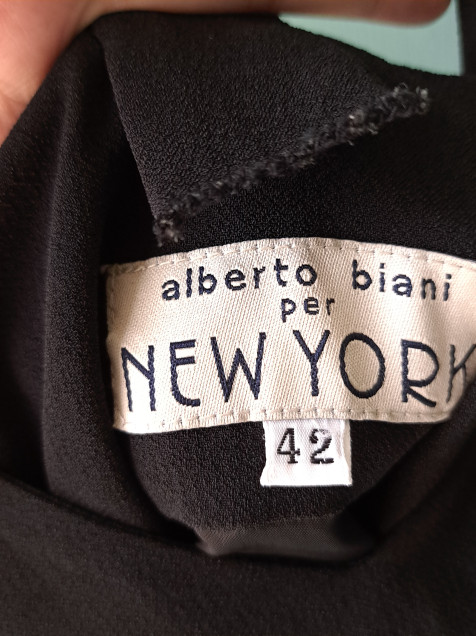 alberto biani
per
NEW YORK
42